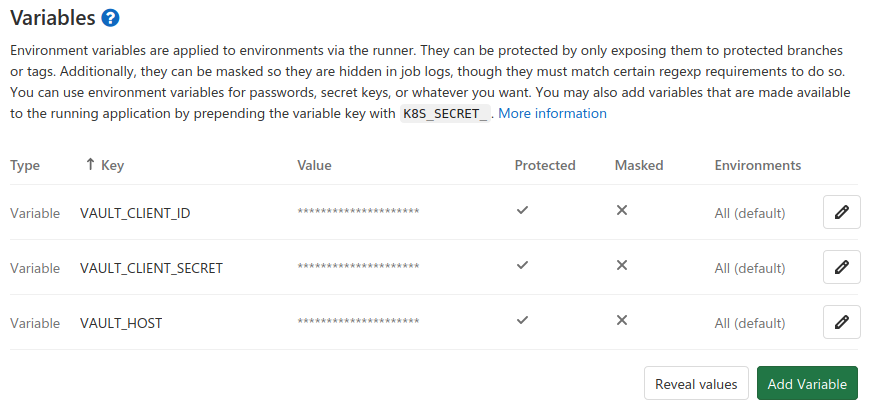 Variables ?
Environment variables are applied to environments via the runner. They can be protected by only exposing them to protected branches
or tags. Additionally, they can be masked so they are hidden in job logs, though they must match certain regexp requirements to do so.
You can use environment variables for passwords, secret keys, or whatever you want. You may also add variables that are made available
to the running application by prepending the variable key with K8S_SECRET_ . More information
Type ↑ Key Value Protected Masked Environments
Variable VAULT_CLIENT_ID ********************* ✓ ✕ All (default)
Variable VAULT_CLIENT_SECRET ********************* ✓ ✕ All (default)
Variable VAULT_HOST ********************* ✓ ✕ All (default)
Reveal values Add Variable